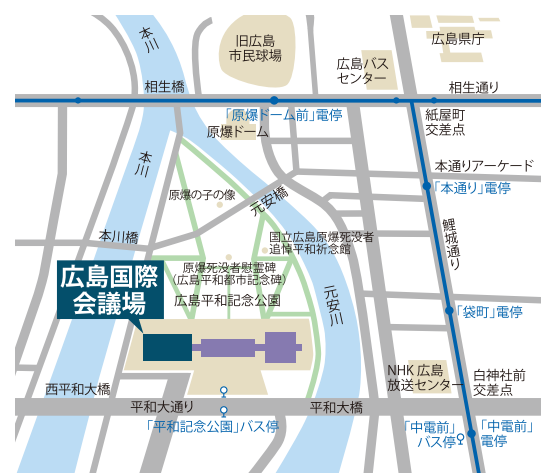 本川
旧広島
市民球場
広島県庁
広島バス
センター
相生橋
相生通り
「原爆ドーム前」電停
原爆ドーム
紙屋町
交差点
本川
本通りアーケード
「本通り」電停
原爆の子の像
元安橋
本川橋
国立広島原爆死没者
追悼平和祈念館
鯉城通り
原爆死没者慰霊碑
（広島平和都市記念碑）
広島国際
会議場
広島平和記念公園
元安川
「袋町」電停
NHK 広島
放送センター
白神社前
交差点
西平和大橋
平和大通り
平和大橋
「平和記念公園」バス停
「中電前」
バス停
「中電前」
電停